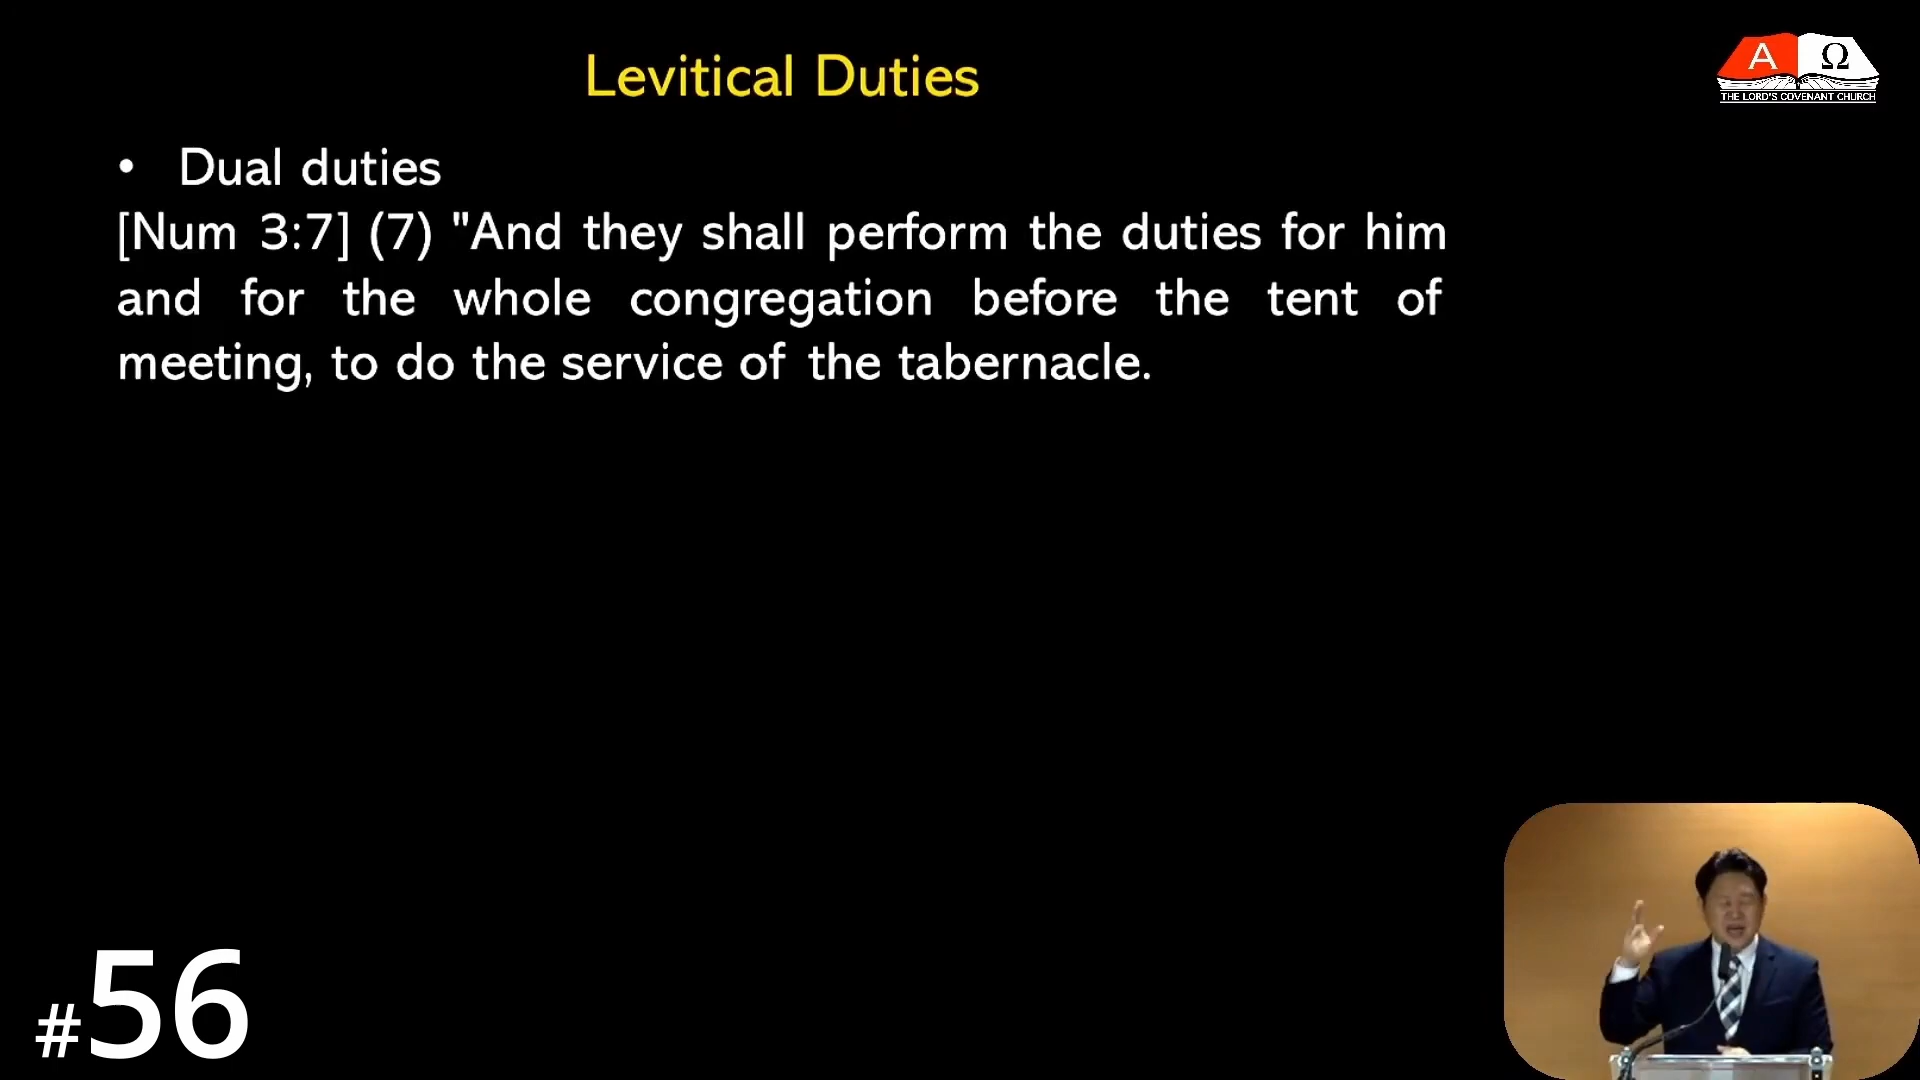 Levitical Duties
A Ω
THE LORD'S COVENANT CHURCH
• Dual duties
[Num 3:7] (7) "And they shall perform the duties for him
and for the whole congregation before the tent of
meeting, to do the service of the tabernacle.
#56